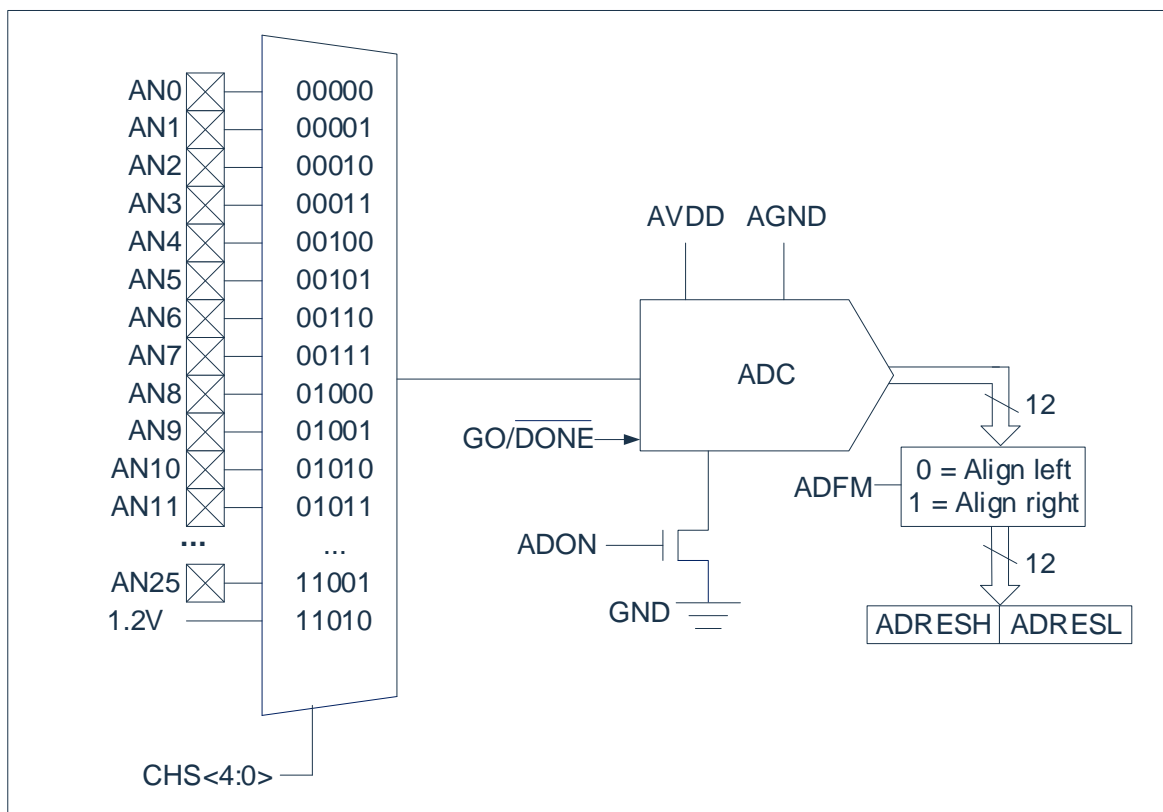 AN0 00000
AN1 00001
AN2 00010
AN3 00011
AN4 00100
AN5 00101
AN6 00110
AN7 00111
AN8 01000
AN9 01001
AN10 01010
AN11 01011
... ...
AN25 11001
1.2V 11010
CHS<4:0>
AVDD AGND
ADC
GO/DONE
ADON
GND
12
ADFM
0 = Align left
1 = Align right
12
ADRESH ADRESL